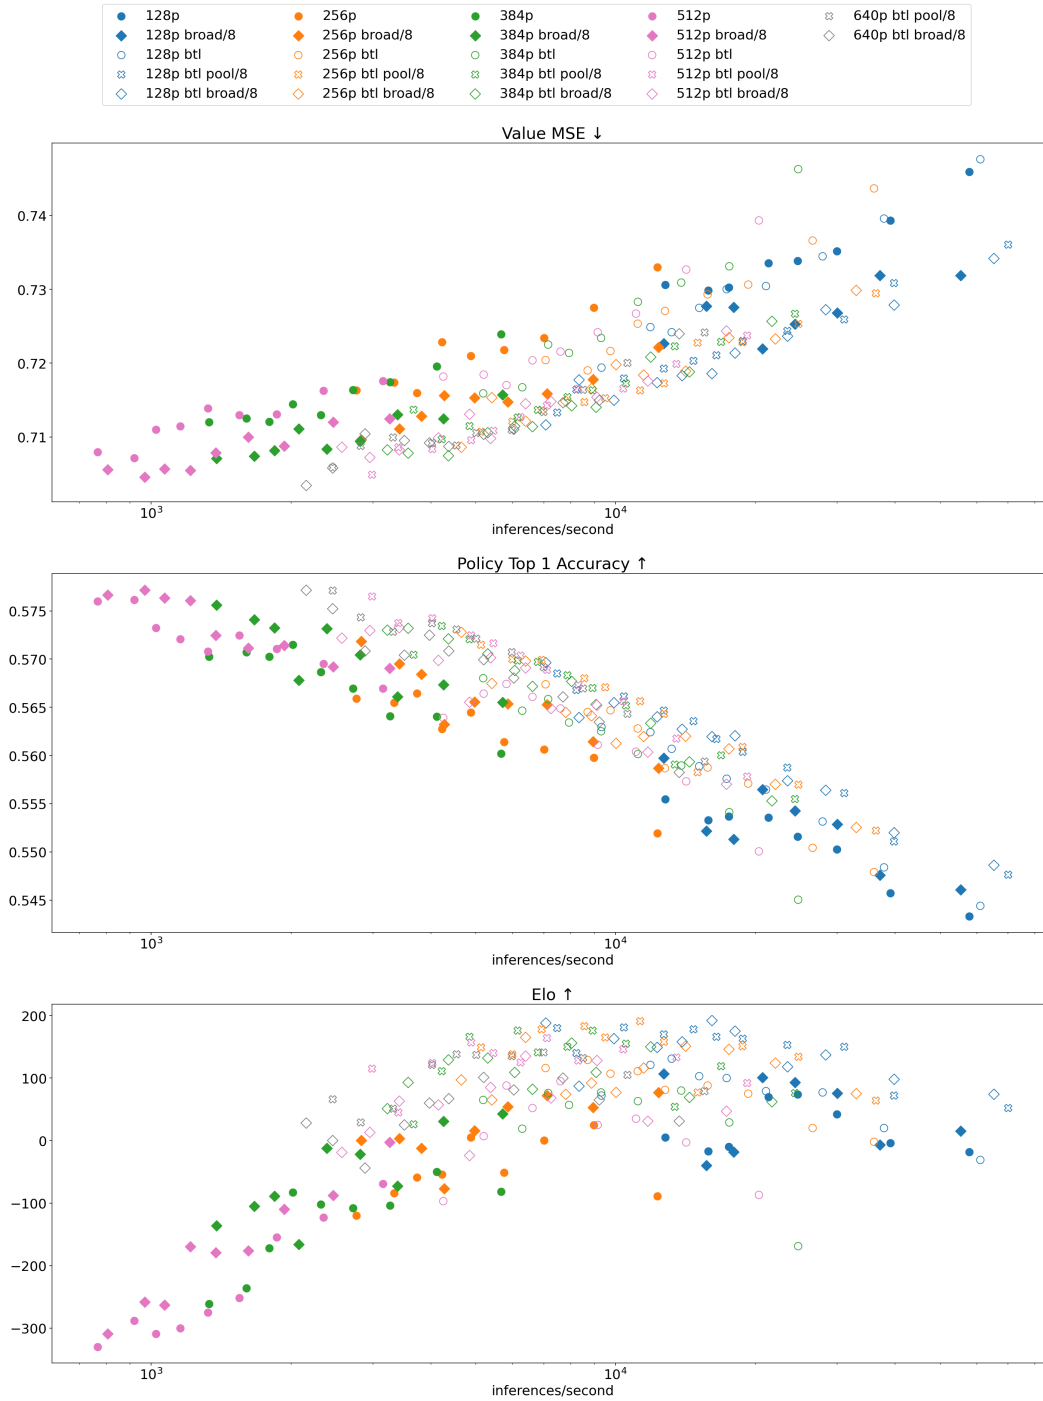 128p 256p 384p 512p 640p btl pool/8
128p broad/8 256p broad/8 384p broad/8 512p broad/8 640p btl broad/8
128p btl 256p btl 384p btl 512p btl
128p btl pool/8 256p btl pool/8 384p btl pool/8 512p btl pool/8
128p btl broad/8 256p btl broad/8 384p btl broad/8 512p btl broad/8
Value MSE ↓
0.74
0.73
0.72
0.71
10³ 10⁴
inferences/second
Policy Top 1 Accuracy ↑
0.575
0.570
0.565
0.560
0.555
0.550
0.545
10³ 10⁴
inferences/second
Elo ↑
200
100
0
−100
−200
−300
10³ 10⁴
inferences/second